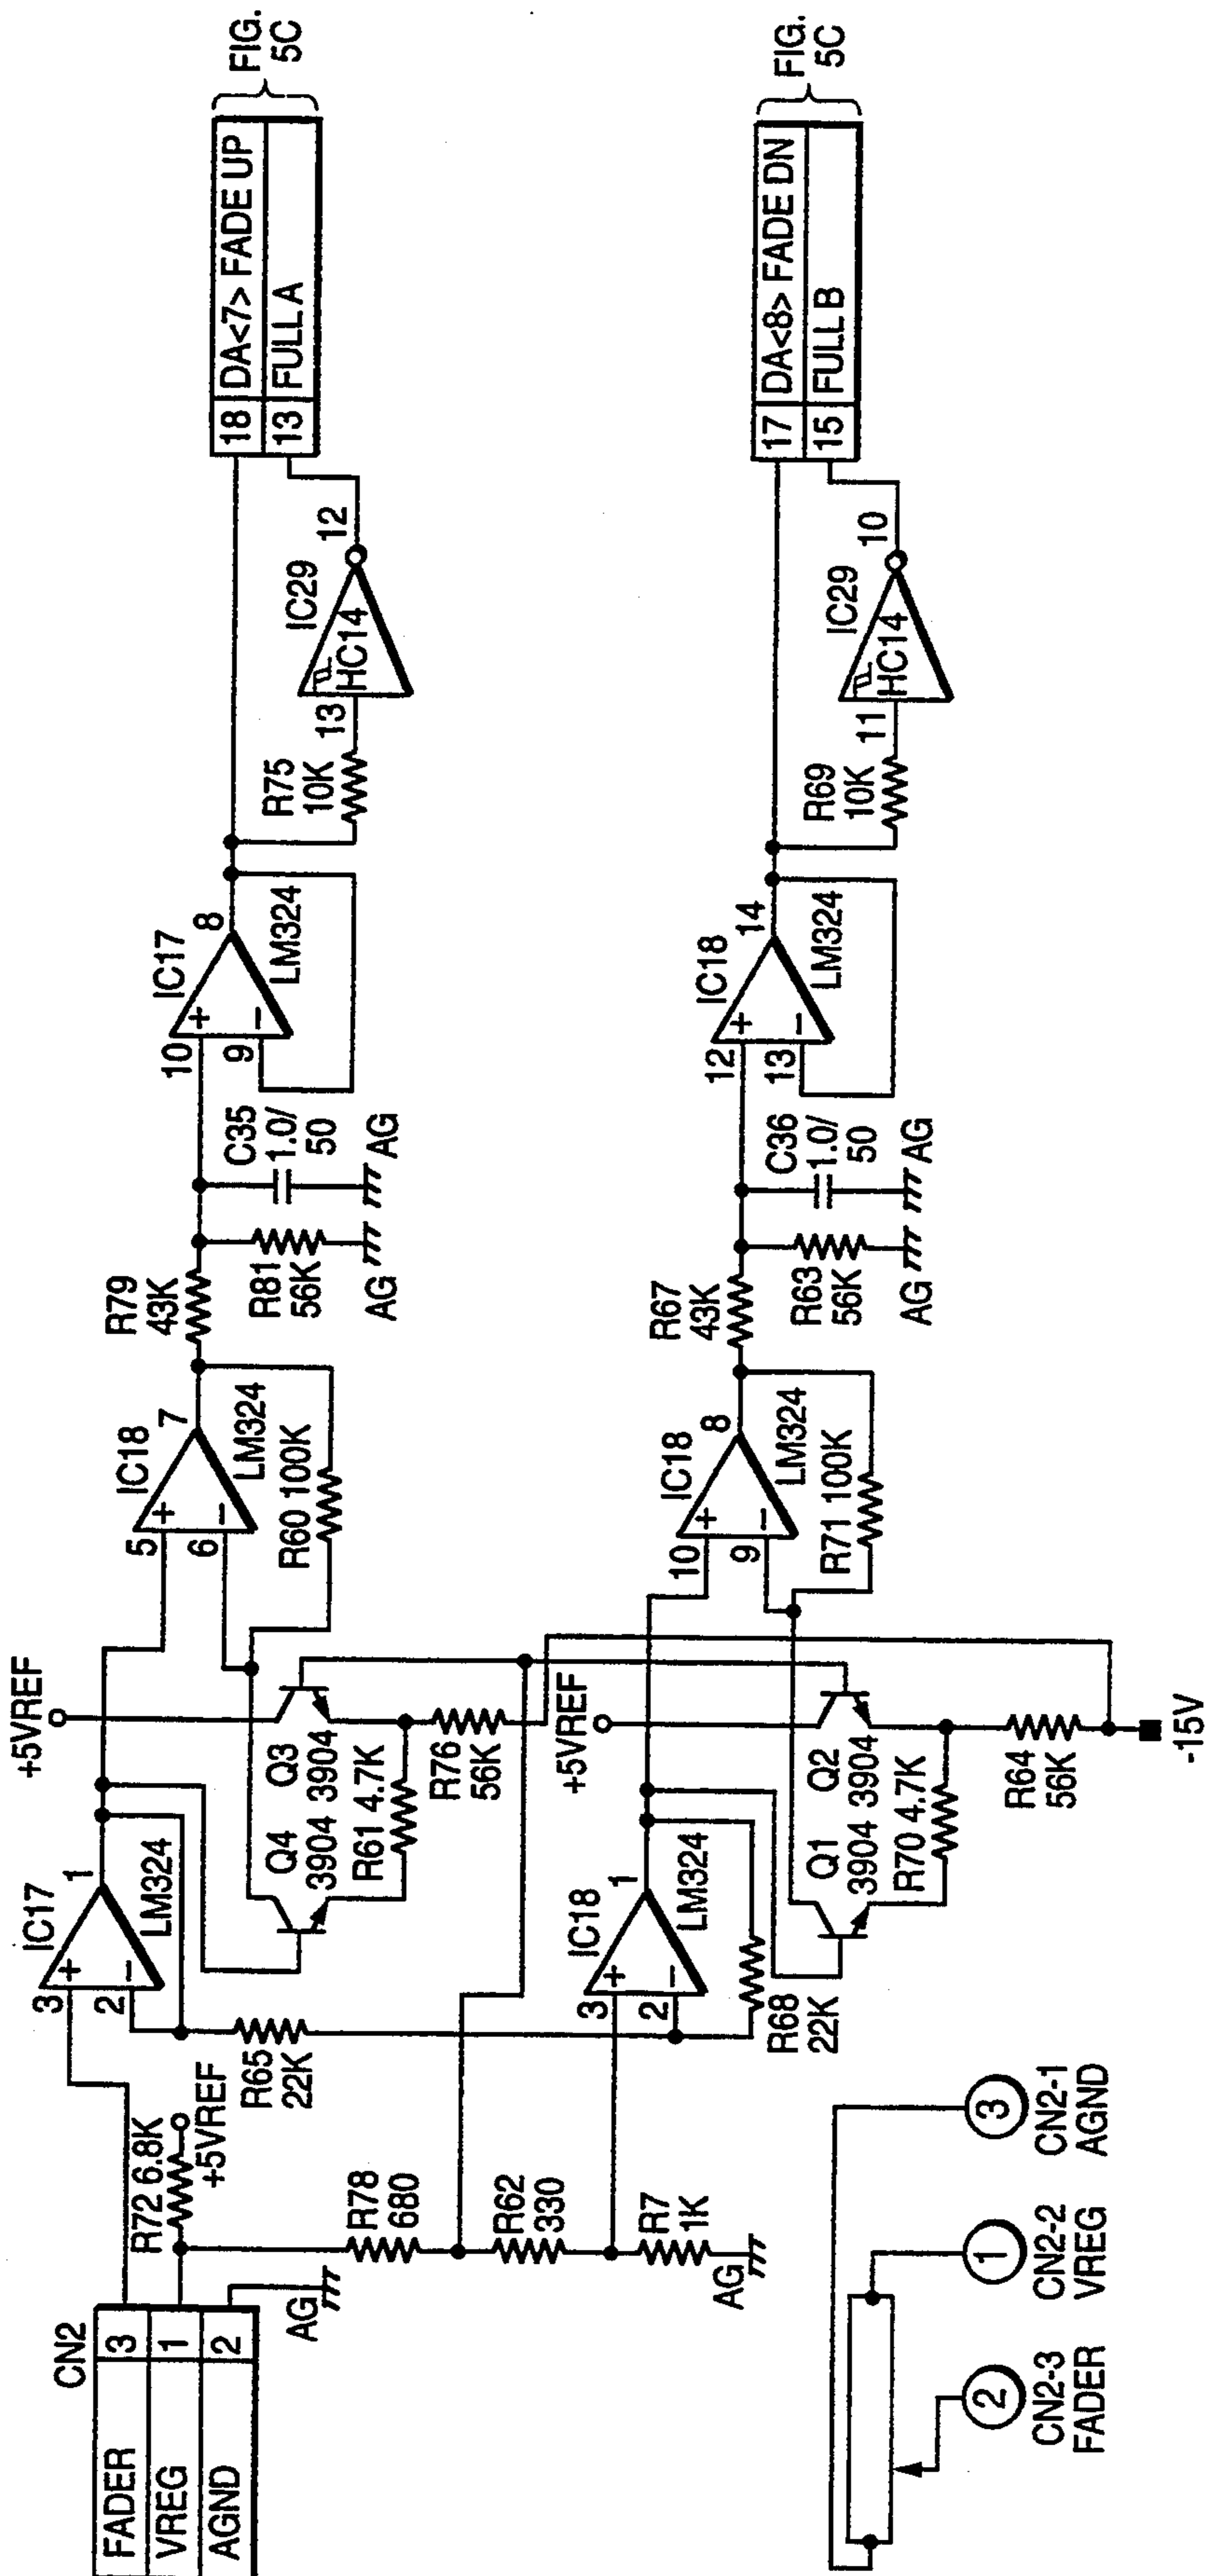 CN2
FADER 3
VREG 1
AGND 2
AG
R72 6.8K
+5VREF
R78
680
R62
330
R7
1K
AG
R65
22K
3
2
+
−
IC17
1
LM324
+5VREF
Q4
3904
Q3
3904
R61 4.7K
R76
56K
5
6
+
−
IC18
7
LM324
R60 100K
R79
43K
R81
56K
AG
C35
1.0/
50
AG
10
9
+
−
IC17
8
LM324
R75
10K
13
IC29
HC14
12
18 DA<7> FADE UP
13 FULL A
FIG.
5C
3
2
+
−
IC18
1
LM324
R68
22K
+5VREF
Q1
3904
Q2
3904
R70 4.7K
R64
56K
-15V
10
9
+
−
IC18
8
LM324
R71 100K
R67
43K
R63
56K
AG
C36
1.0/
50
AG
12
13
+
−
IC18
14
LM324
R69
10K
11
IC29
HC14
10
17 DA<8> FADE DN
15 FULL B
FIG.
5C
2
CN2-3
FADER
1
CN2-2
VREG
3
CN2-1
AGND